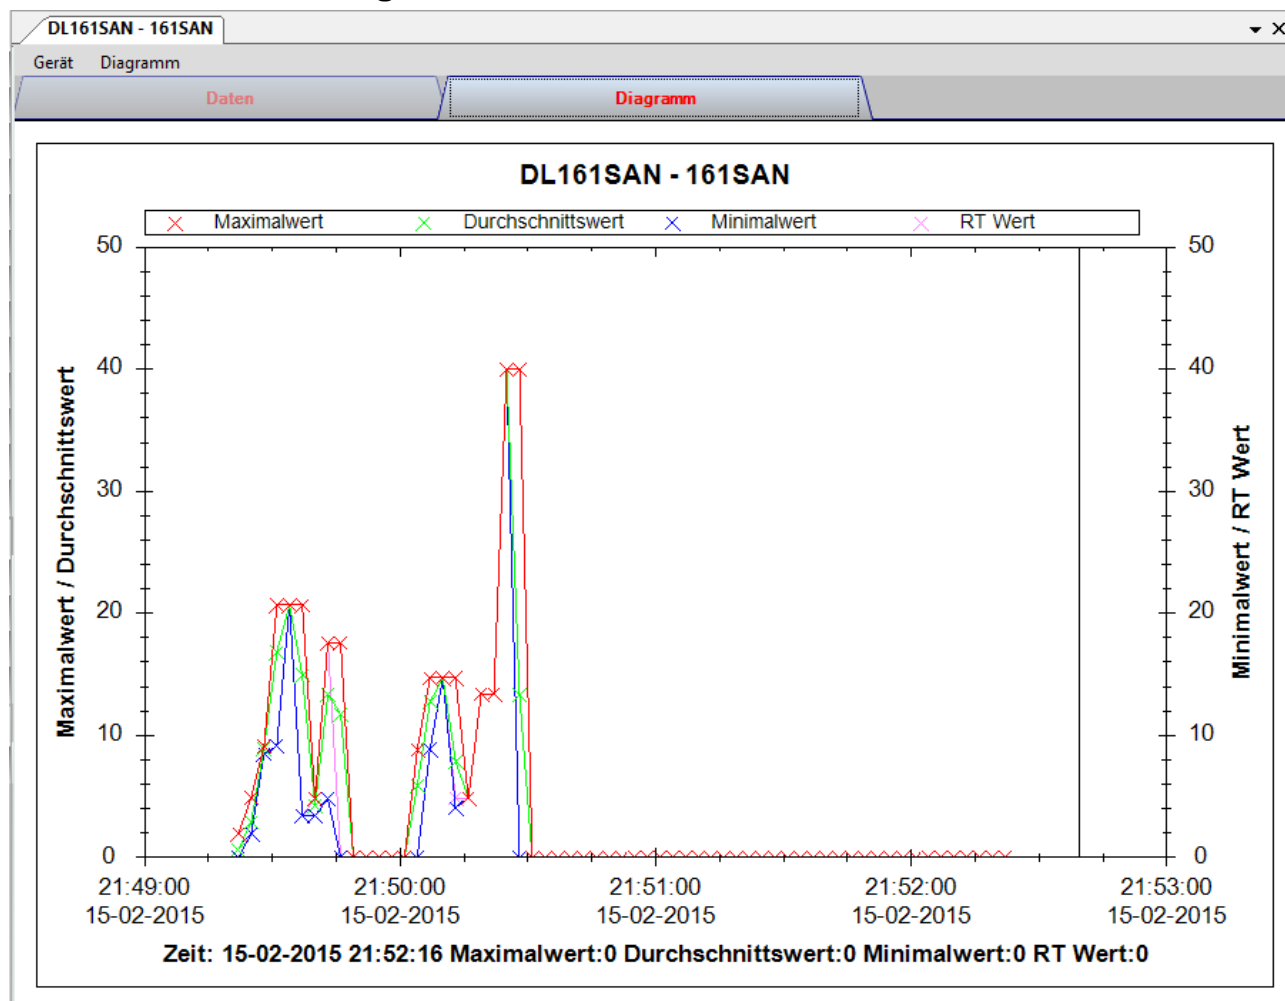 DL161SAN - 161SAN
Gerät Diagramm
Daten Diagramm
DL161SAN - 161SAN
Maximalwert Durchschnittswert Minimalwert RT Wert
50 50
40 40
30 30
20 20
10 10
0 0
Maximalwert / Durchschnittswert
Minimalwert / RT Wert
21:49:00 21:50:00 21:51:00 21:52:00 21:53:00
15-02-2015 15-02-2015 15-02-2015 15-02-2015 15-02-2015
Zeit: 15-02-2015 21:52:16 Maximalwert:0 Durchschnittswert:0 Minimalwert:0 RT Wert:0